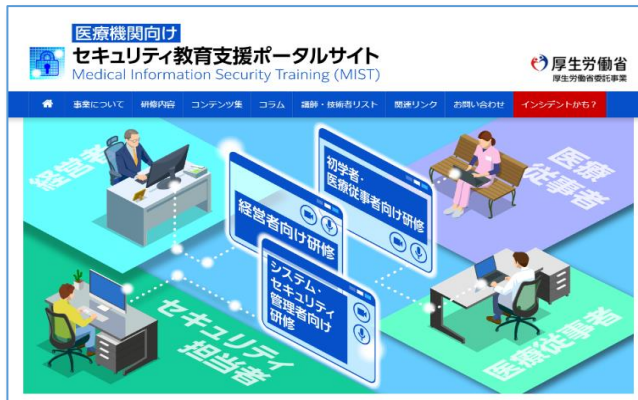 医療機関向け
セキュリティ教育支援ポータルサイト
Medical Information Security Training (MIST)
厚生労働省
厚生労働省委託事業
事業について 研修内容 コンテンツ集 コラム 講師・技術者リスト 関連リンク お問い合わせ インシデントかも？
経営者
初学者・
医療従事者向け研修
医療
従事者
経営者向け研修
システム・
セキュリティ
管理者向け
研修
セキュリティ
担当者
医療従事者